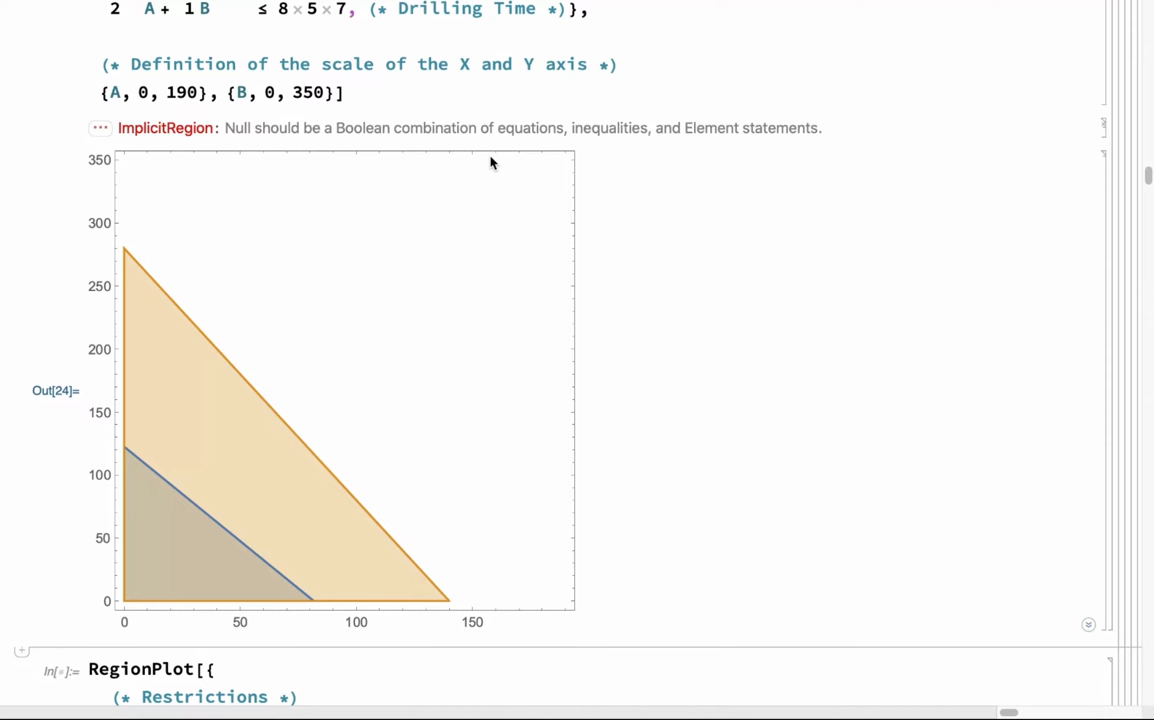 2 A + 1 B ≤ 8 × 5 × 7, (* Drilling Time *)},
(* Definition of the scale of the X and Y axis *)
{A, 0, 190}, {B, 0, 350}]
··· ImplicitRegion: Null should be a Boolean combination of equations, inequalities, and Element statements.
350
300
250
200
Out[24]=
150
100
50
0
0 50 100 150
In[∘]:= RegionPlot[{
(* Restrictions *)